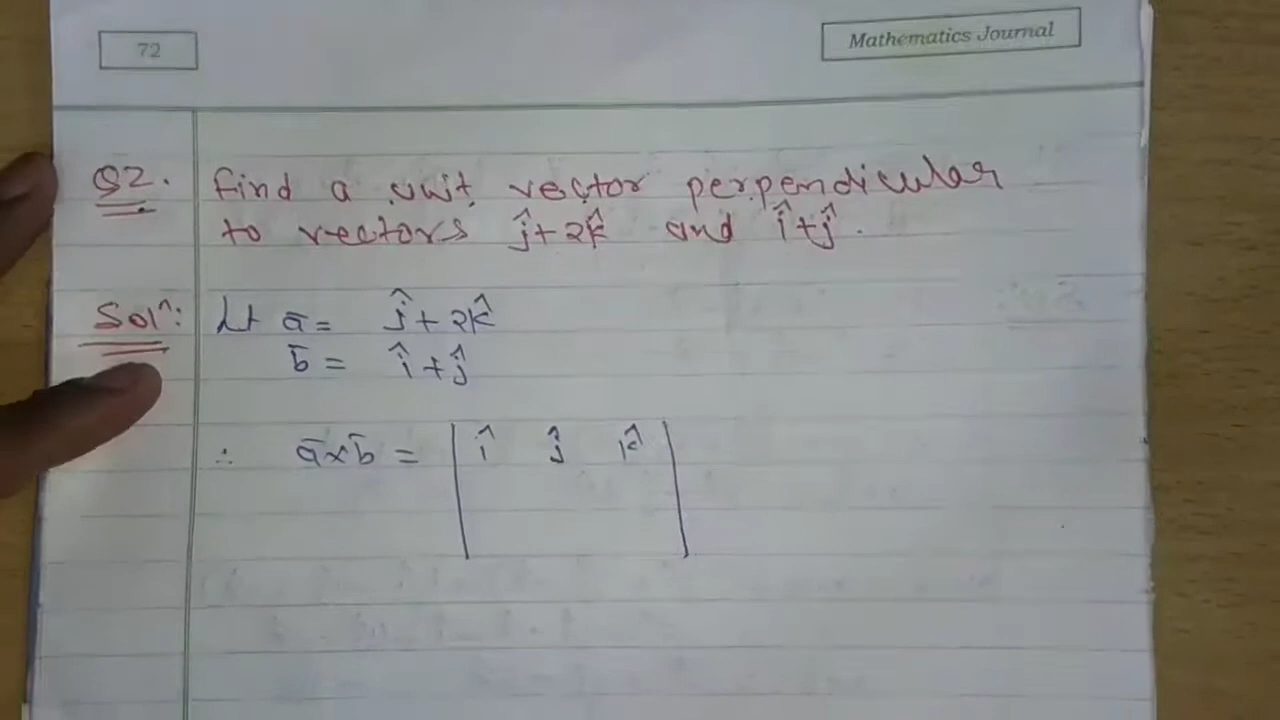 72
Mathematics Journal
Q2. Find a unit vector perpendicular
to vectors ĵ+2k̂ and î+ĵ.
Solⁿ: Let ā = ĵ+2k̂
b̄ = î+ĵ
∴ ā×b̄ = | î ĵ k̂ |